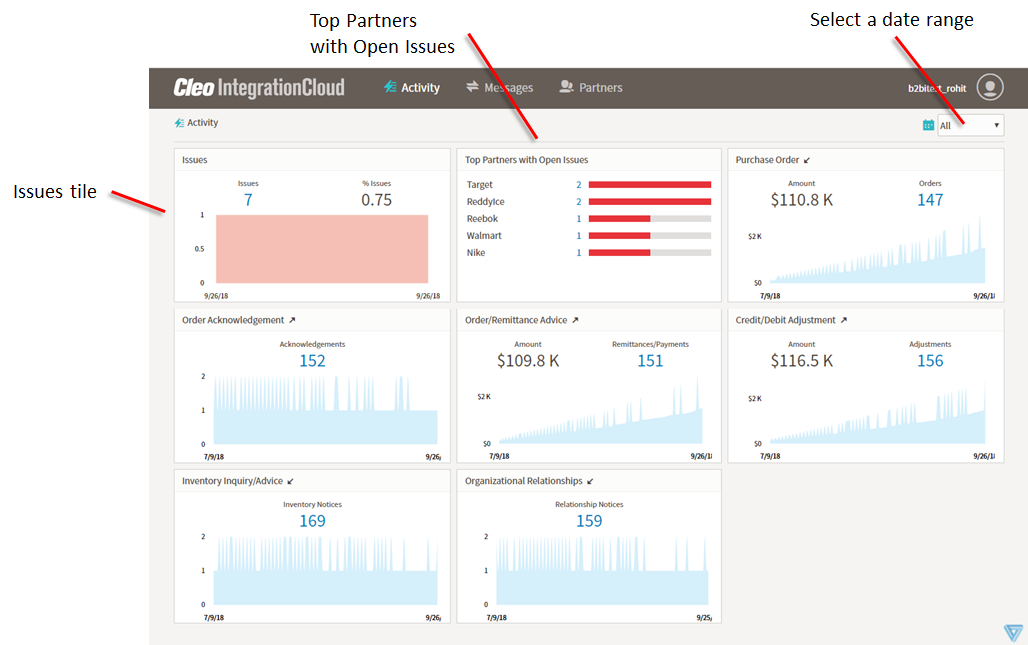 Top Partners
with Open Issues
Select a date range
Issues tile
Cleo IntegrationCloud
Activity
Messages
Partners
b2bitest_rohit
Activity
All
Issues
Issues
% Issues
7
0.75
1
0.5
0
9/26/18
9/26/18
Top Partners with Open Issues
Target 2
ReddyIce 2
Reebok 1
Walmart 1
Nike 1
Purchase Order
Amount
Orders
$110.8 K
147
$2 K
$0
7/9/18
9/26/1
Order Acknowledgement
Acknowledgements
152
2
1
0
7/9/18
9/26/
Order/Remittance Advice
Amount
Remittances/Payments
$109.8 K
151
$2 K
$0
7/9/18
9/26/1
Credit/Debit Adjustment
Amount
Adjustments
$116.5 K
156
$2 K
$0
7/9/18
9/26/1
Inventory Inquiry/Advice
Inventory Notices
169
2
1
0
7/9/18
9/26/
Organizational Relationships
Relationship Notices
159
2
1
0
7/9/18
9/25/